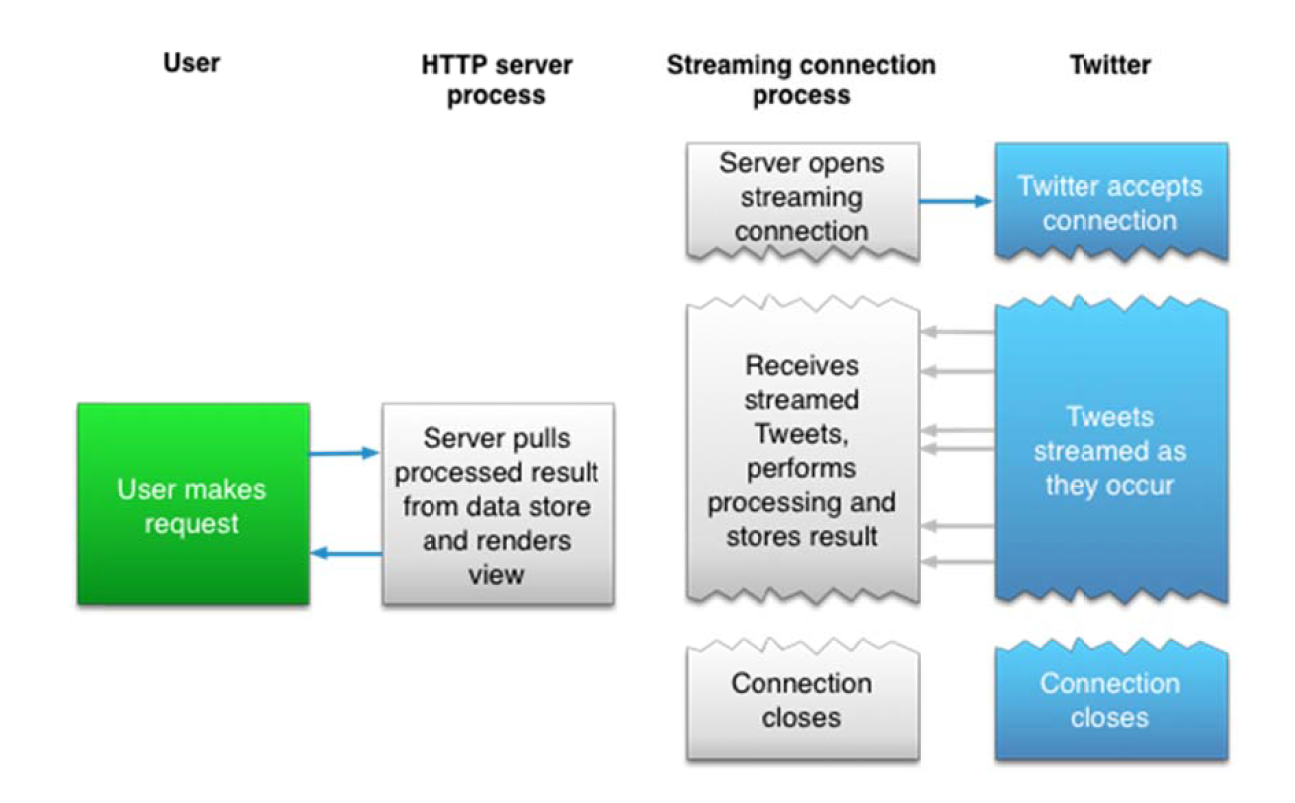 User
HTTP server
process
Streaming connection
process
Twitter
Server opens
streaming
connection
Twitter accepts
connection
User makes
request
Server pulls
processed result
from data store
and renders
view
Receives
streamed
Tweets,
performs
processing and
stores result
Tweets
streamed as
they occur
Connection
closes
Connection
closes